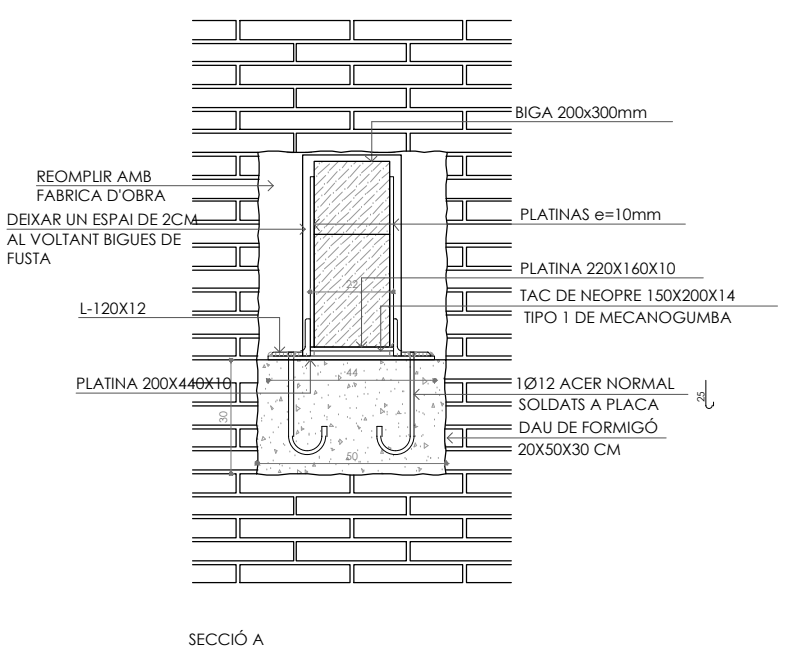 BIGA 200x300mm
REOMPLIR AMB
FABRICA D'OBRA
DEIXAR UN ESPAI DE 2CM
AL VOLTANT BIGUES DE
FUSTA
PLATINAS e=10mm
PLATINA 220X160X10
22
TAC DE NEOPRE 150X200X14
TIPO 1 DE MECANOGUMBA
L-120X12
PLATINA 200X440X10
44
1Ø12 ACER NORMAL
SOLDATS A PLACA
25
30
DAU DE FORMIGÓ
20X50X30 CM
50
SECCIÓ A